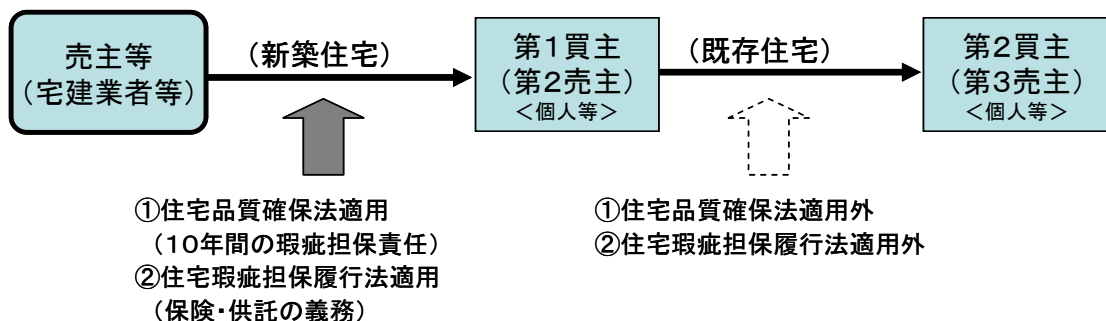 売主等
(宅建業者等)
(新築住宅)
第1買主
(第2売主)
<個人等>
(既存住宅)
第2買主
(第3売主)
<個人等>
①住宅品質確保法適用
(10年間の瑕疵担保責任)
②住宅瑕疵担保履行法適用
(保険・供託の義務)
①住宅品質確保法適用外
②住宅瑕疵担保履行法適用外